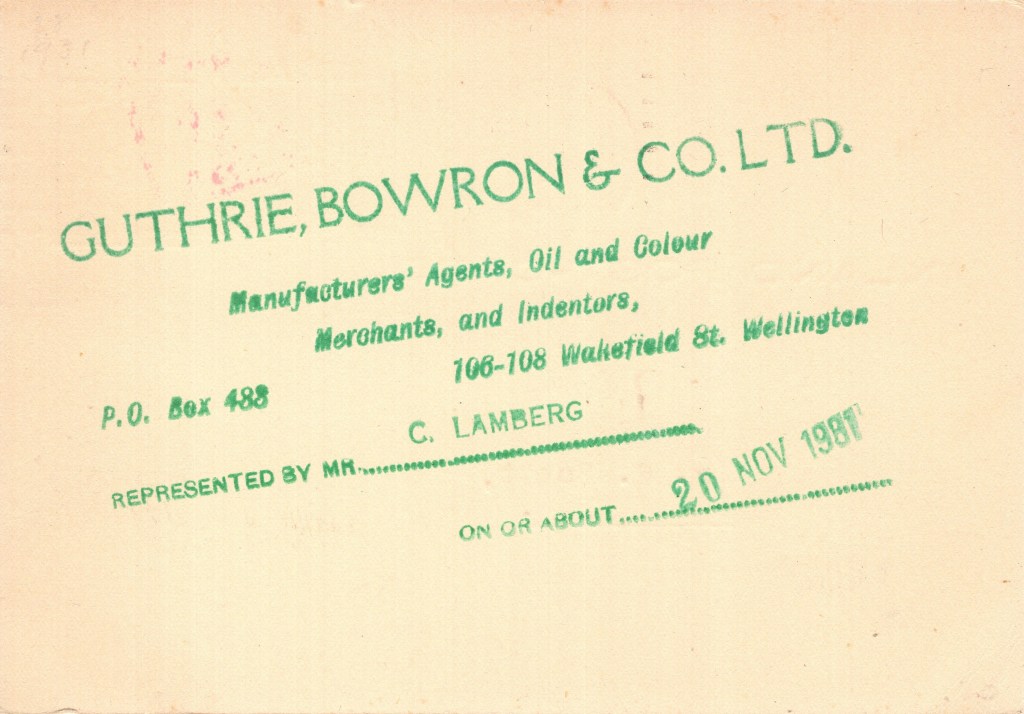 GUTHRIE, BOWRON & CO. LTD.
Manufacturers' Agents, Oil and Colour
Merchants, and Indentors,
106-108 Wakefield St. Wellington
P.O. Box 488
C. LAMBERG
REPRESENTED BY MR.
20 NOV 1981
ON OR ABOUT